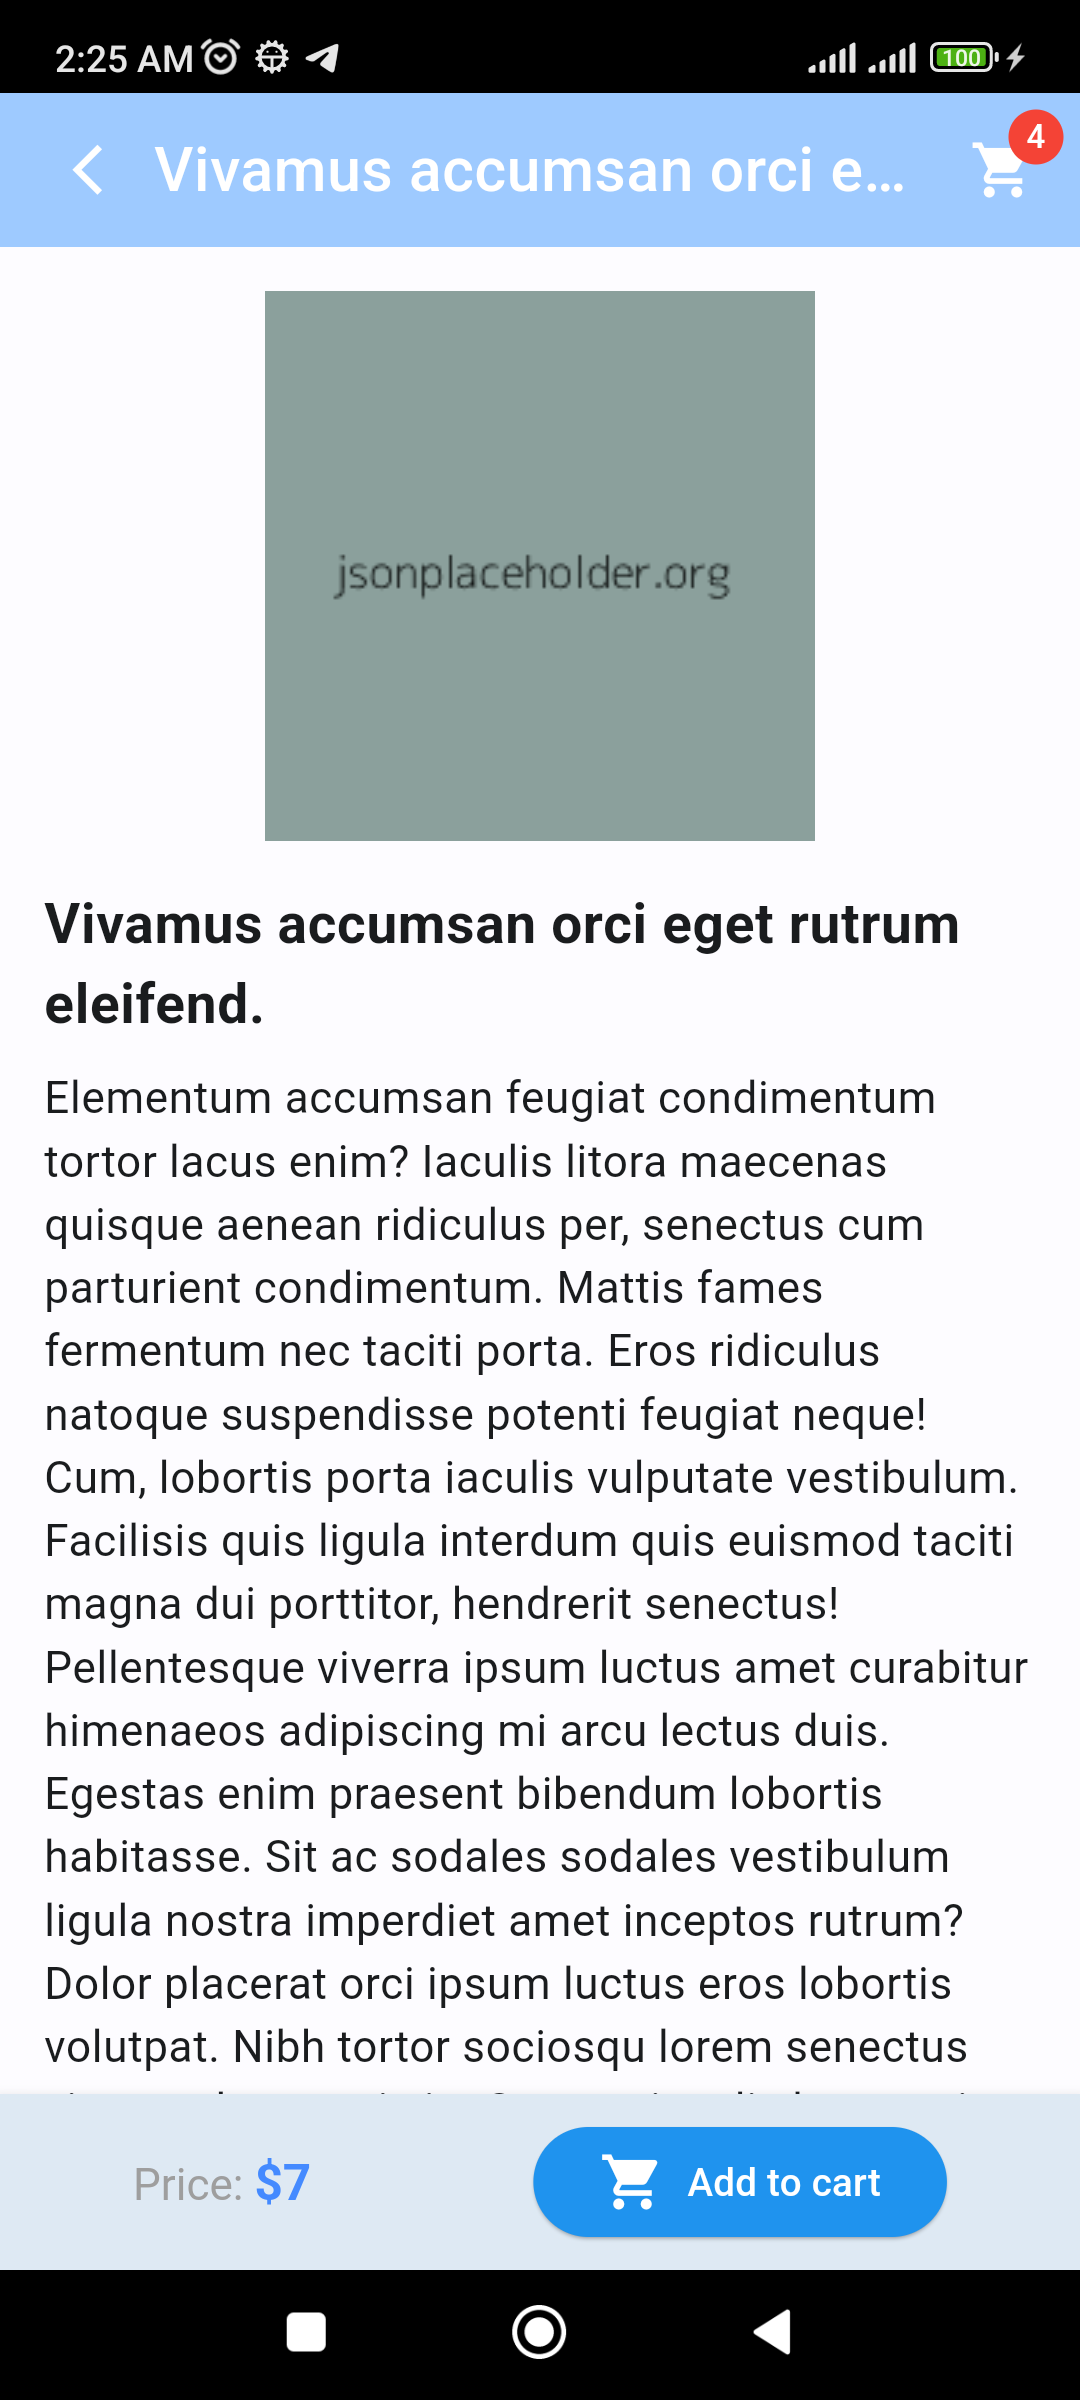 2:25 AM
100
Vivamus accumsan orci e...
4
jsonplaceholder.org
Vivamus accumsan orci eget rutrum
eleifend.
Elementum accumsan feugiat condimentum
tortor lacus enim? Iaculis litora maecenas
quisque aenean ridiculus per, senectus cum
parturient condimentum. Mattis fames
fermentum nec taciti porta. Eros ridiculus
natoque suspendisse potenti feugiat neque!
Cum, lobortis porta iaculis vulputate vestibulum.
Facilisis quis ligula interdum quis euismod taciti
magna dui porttitor, hendrerit senectus!
Pellentesque viverra ipsum luctus amet curabitur
himenaeos adipiscing mi arcu lectus duis.
Egestas enim praesent bibendum lobortis
habitasse. Sit ac sodales sodales vestibulum
ligula nostra imperdiet amet inceptos rutrum?
Dolor placerat orci ipsum luctus eros lobortis
volutpat. Nibh tortor sociosqu lorem senectus
Price: $7
Add to cart